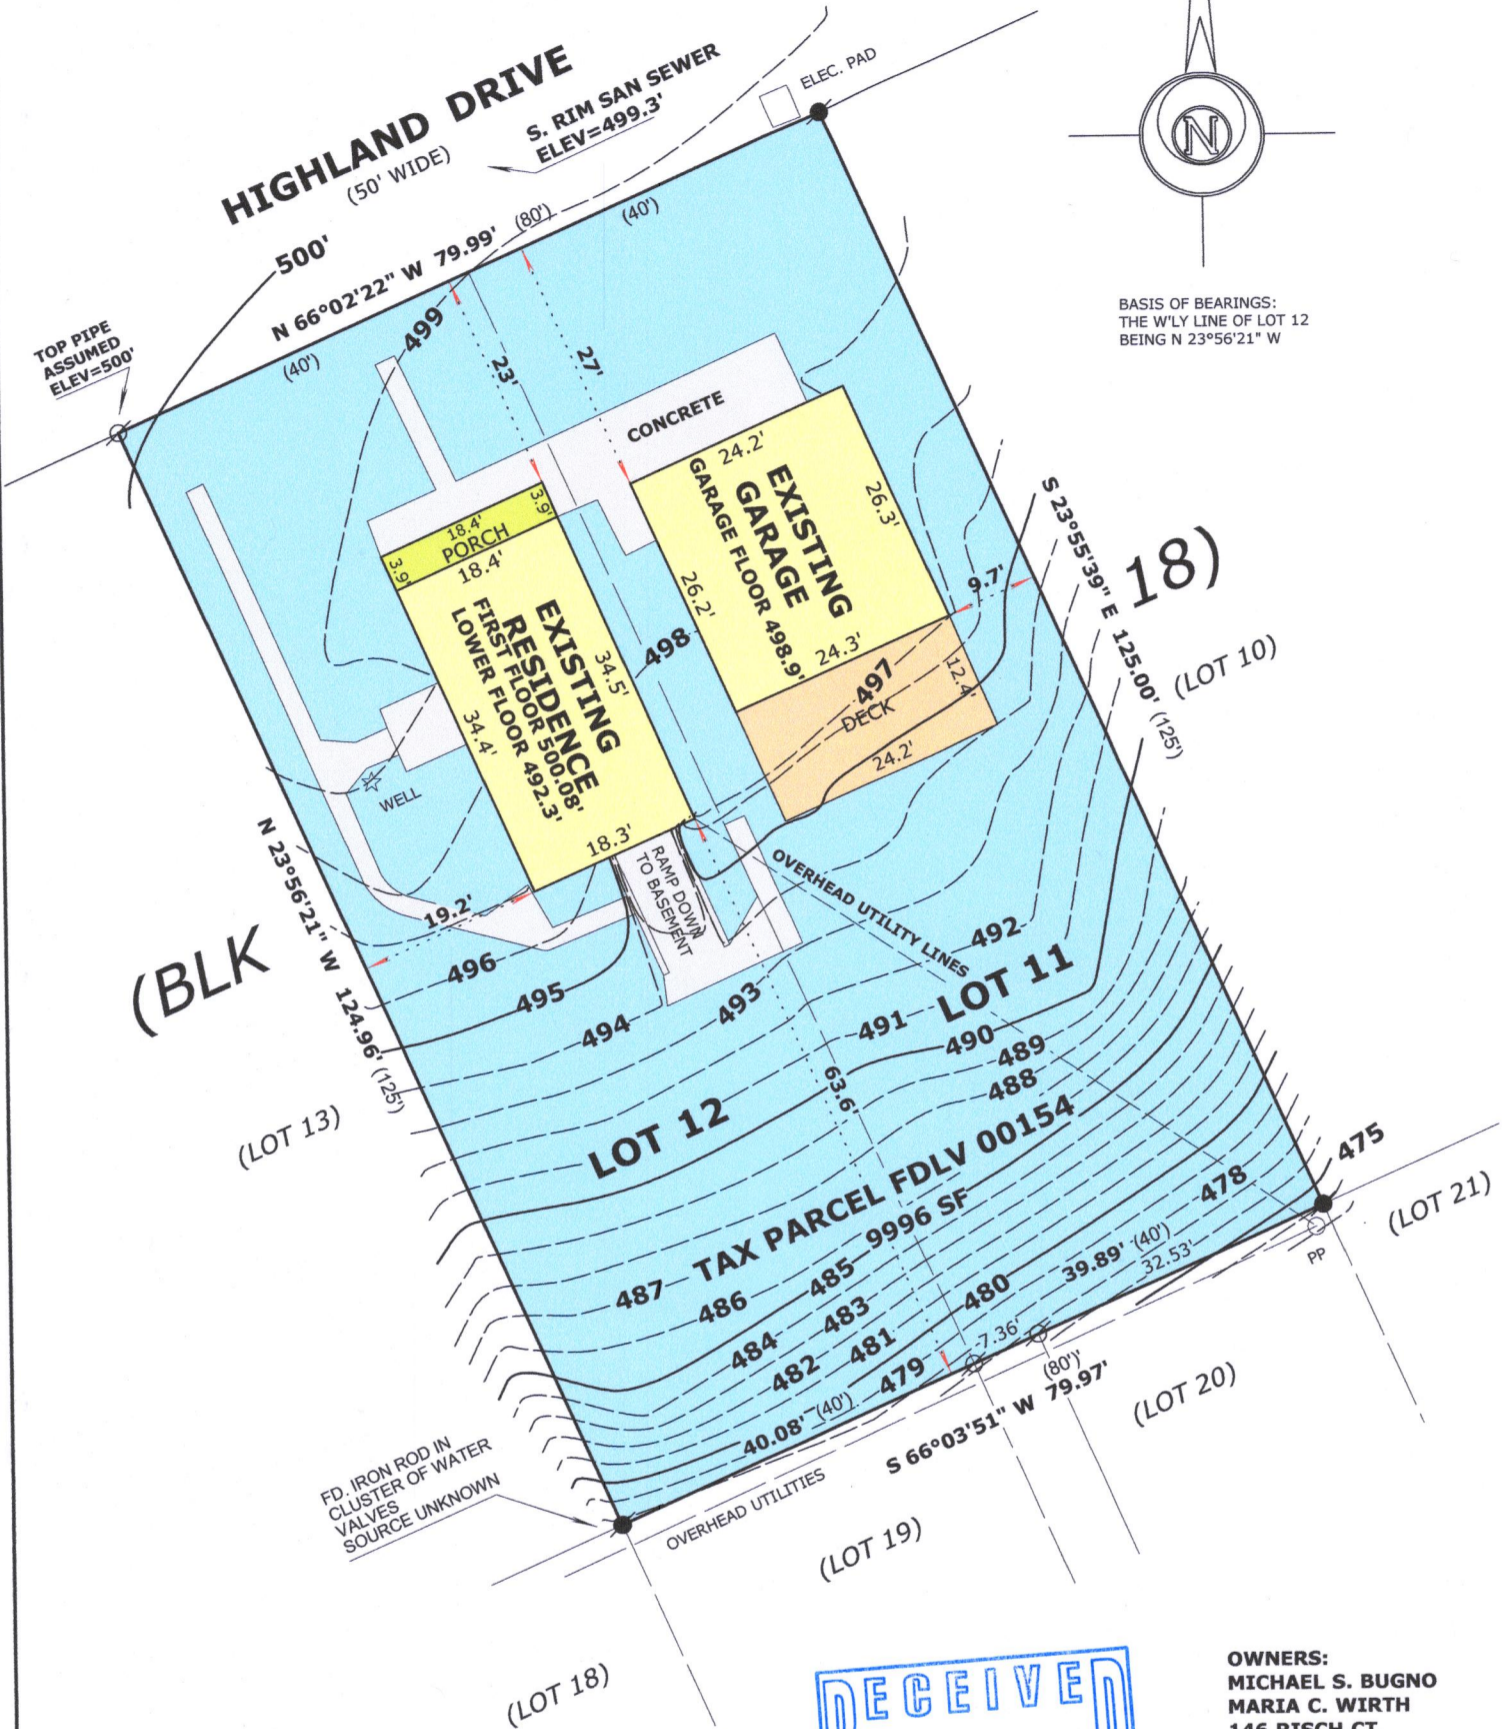 HIGHLAND DRIVE
(50' WIDE)
S. RIM SAN SEWER
ELEV=499.3'
ELEC. PAD
N
BASIS OF BEARINGS:
THE W'LY LINE OF LOT 12
BEING N 23°56'21" W
500'
N 66°02'22" W 79.99'
(80')
(40')
(40')
TOP PIPE
ASSUMED
ELEV=500'
499
23'
27'
CONCRETE
24.2'
EXISTING
GARAGE
GARAGE FLOOR 498.9'
26.3'
26.2'
24.3'
18.4'
PORCH
3.9'
3.9'
18.4'
EXISTING
RESIDENCE
FIRST FLOOR 500.08'
LOWER FLOOR 492.3'
34.5'
34.4'
18.3'
498
497
DECK
12.4'
24.2'
9.7'
S 23°55'39" E 125.00' (125')
18)
(LOT 10)
WELL
RAMP DOWN
TO BASEMENT
OVERHEAD UTILITY LINES
N 23°56'21" W 124.96' (125')
19.2'
(BLK
496
495
494
493
492
491
490
489
488
LOT 11
LOT 12
63.6'
(LOT 13)
TAX PARCEL FDLV 00154
9996 SF
487
486
485
484
483
482
481
480
479
478
475
39.89' (40')
32.53'
7.36'
40.08' (40')
(80')'
S 66°03'51" W 79.97'
PP
(LOT 21)
(LOT 20)
(LOT 19)
(LOT 18)
OVERHEAD UTILITIES
FD. IRON ROD IN
CLUSTER OF WATER
VALVES
SOURCE UNKNOWN
DECEIVED
OWNERS:
MICHAEL S. BUGNO
MARIA C. WIRTH
146 RISCH CT